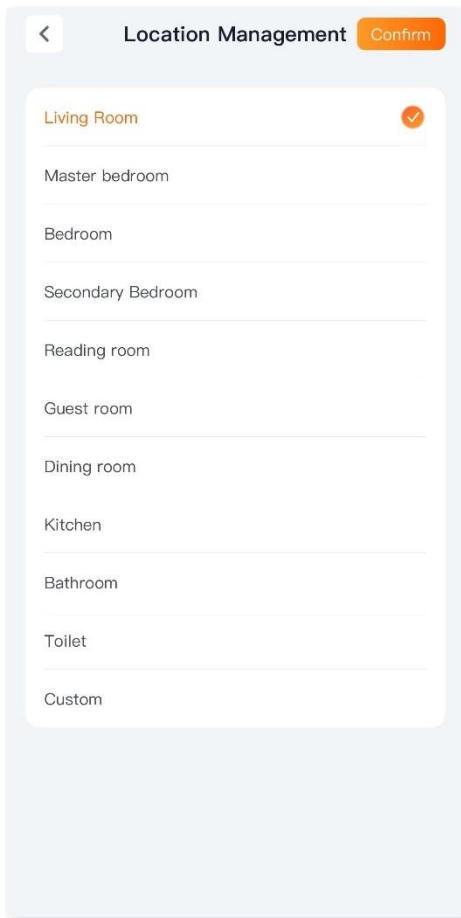 Location Management Confirm
Living Room
Master bedroom
Bedroom
Secondary Bedroom
Reading room
Guest room
Dining room
Kitchen
Bathroom
Toilet
Custom